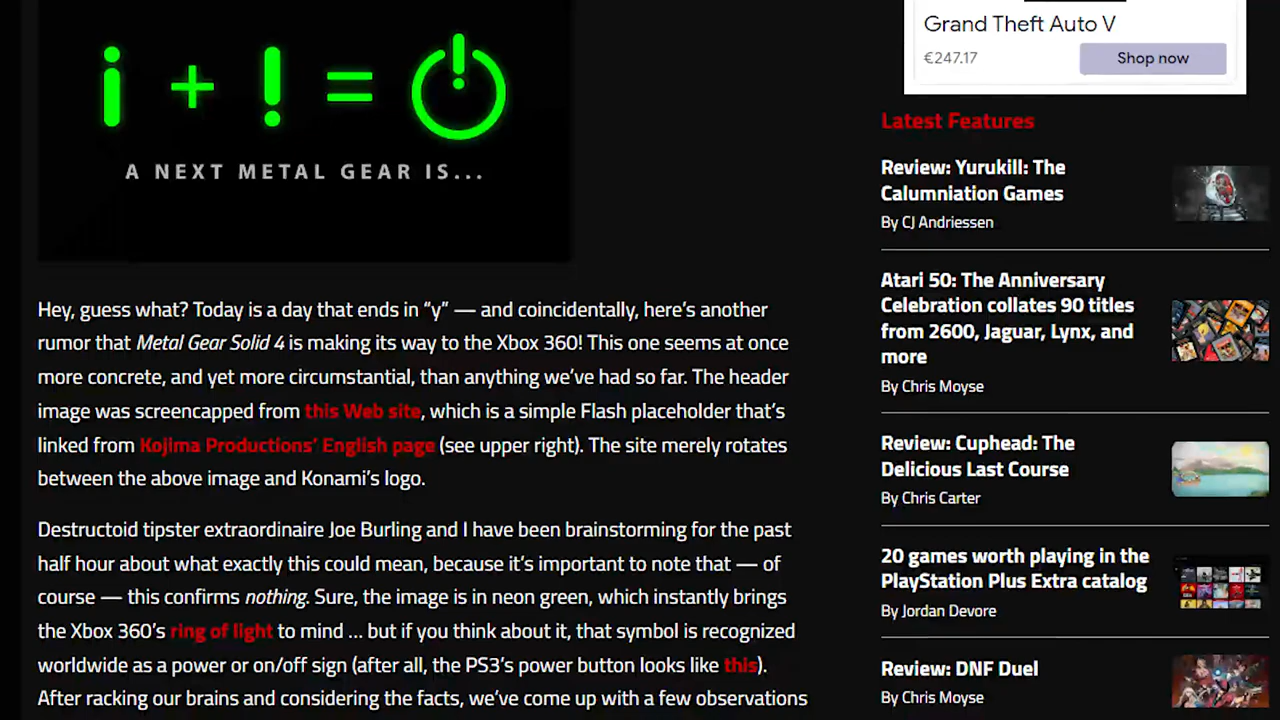 i + ! =
A NEXT METAL GEAR IS...
Hey, guess what? Today is a day that ends in “y” — and coincidentally, here’s another
rumor that Metal Gear Solid 4 is making its way to the Xbox 360! This one seems at once
more concrete, and yet more circumstantial, than anything we’ve had so far. The header
image was screencapped from this Web site, which is a simple Flash placeholder that’s
linked from Kojima Productions’ English page (see upper right). The site merely rotates
between the above image and Konami’s logo.
Destructoid tipster extraordinaire Joe Burling and I have been brainstorming for the past
half hour about what exactly this could mean, because it’s important to note that — of
course — this confirms nothing. Sure, the image is in neon green, which instantly brings
the Xbox 360’s ring of light to mind … but if you think about it, that symbol is recognized
worldwide as a power or on/off sign (after all, the PS3’s power button looks like this).
After racking our brains and considering the facts, we’ve come up with a few observations
Grand Theft Auto V
€247.17
Shop now
Latest Features
Review: Yurukill: The
Calumniation Games
By CJ Andriessen
Atari 50: The Anniversary
Celebration collates 90 titles
from 2600, Jaguar, Lynx, and
more
By Chris Moyse
Review: Cuphead: The
Delicious Last Course
By Chris Carter
20 games worth playing in the
PlayStation Plus Extra catalog
By Jordan Devore
Review: DNF Duel
By Chris Moyse